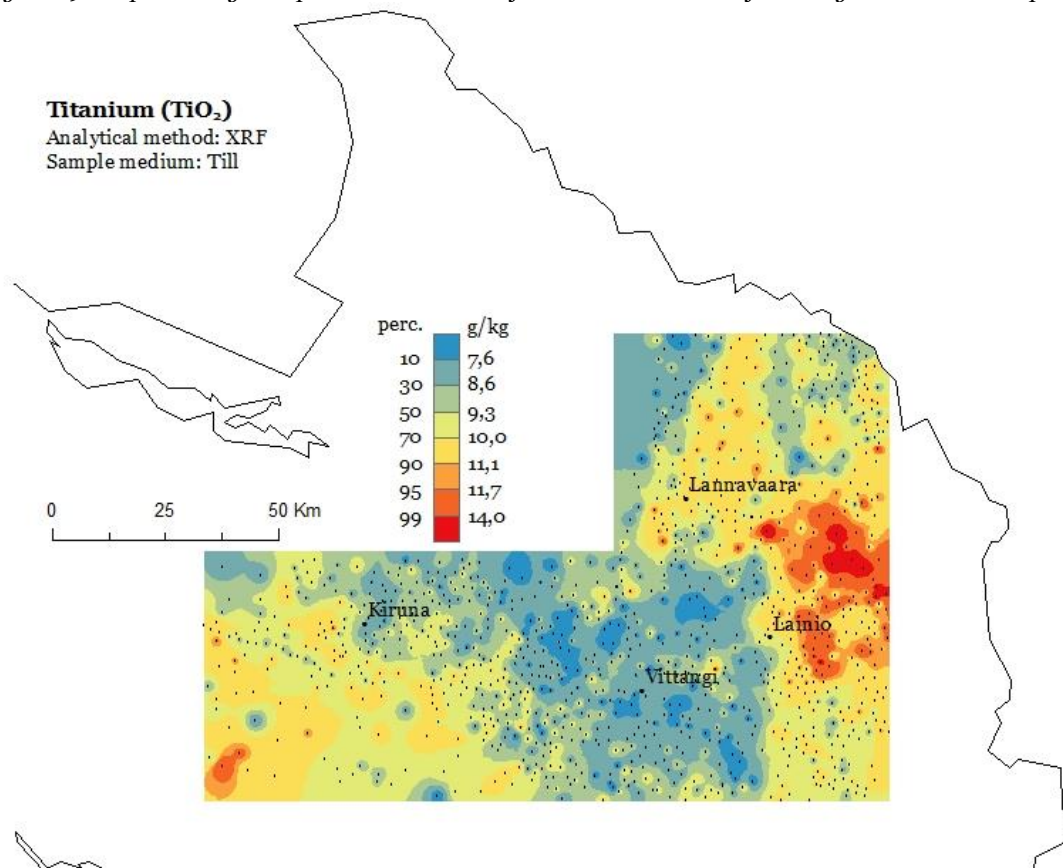 Titanium (TiO₂)
Analytical method: XRF
Sample medium: Till
perc. g/kg
10 7,6
30 8,6
50 9,3
70 10,0
90 11,1
95 11,7
99 14,0
0 25 50 Km
Lannavaara
Kiruna
Lainio
Vittangi